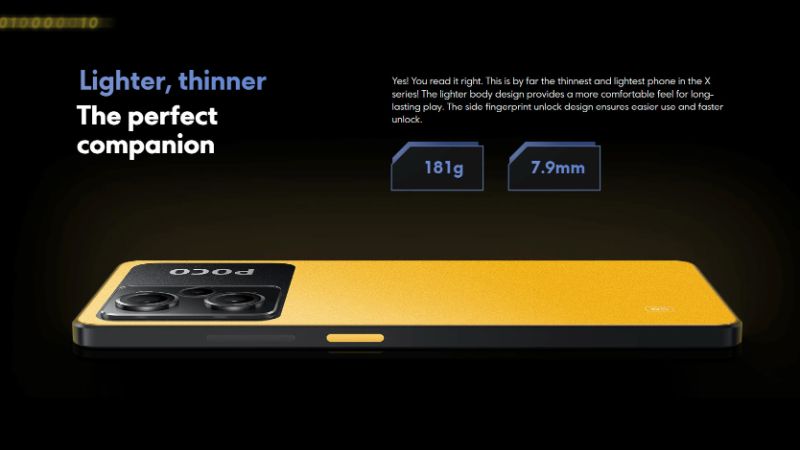 010000010
Lighter, thinner
The perfect
companion
Yes! You read it right. This is by far the thinnest and lightest phone in the X
series! The lighter body design provides a more comfortable feel for long-
lasting play. The side fingerprint unlock design ensures easier use and faster
unlock.
181g
7.9mm
POCO
5G